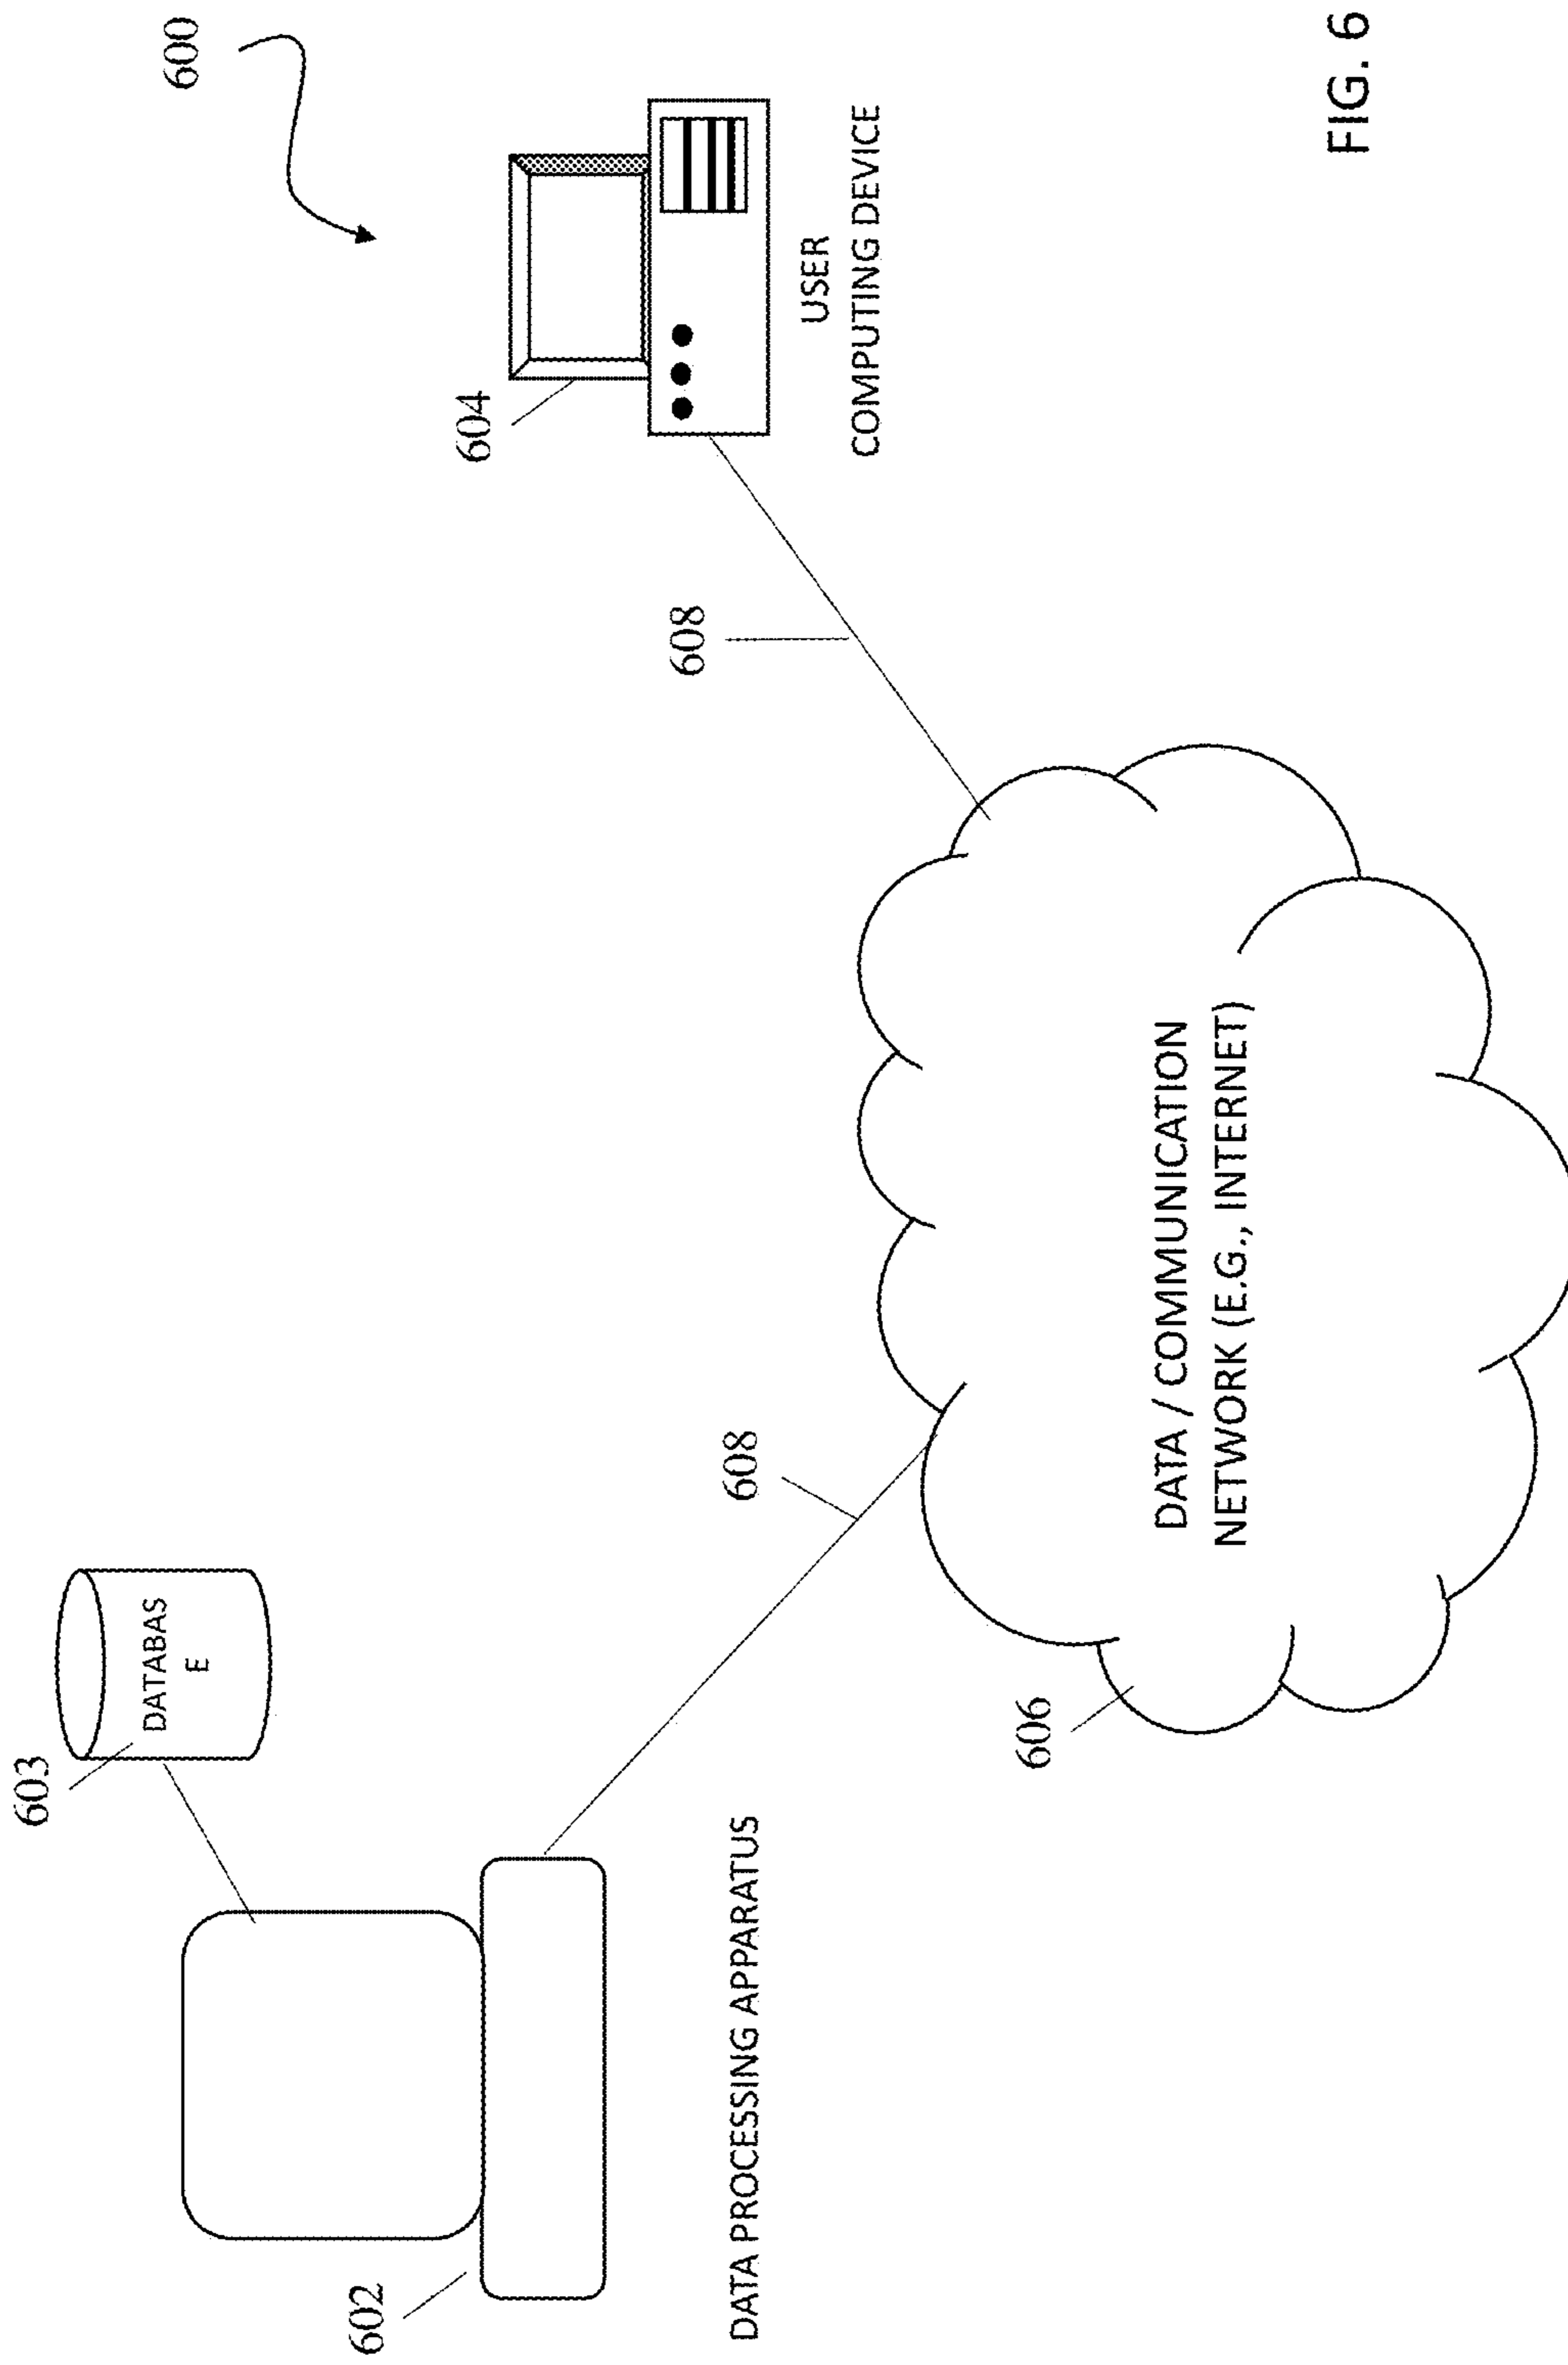 600
603
DATABAS
E
602
604
608
608
USER
COMPUTING DEVICE
DATA PROCESSING APPARATUS
606
DATA / COMMUNICATION
NETWORK (E.G., INTERNET)
FIG. 6